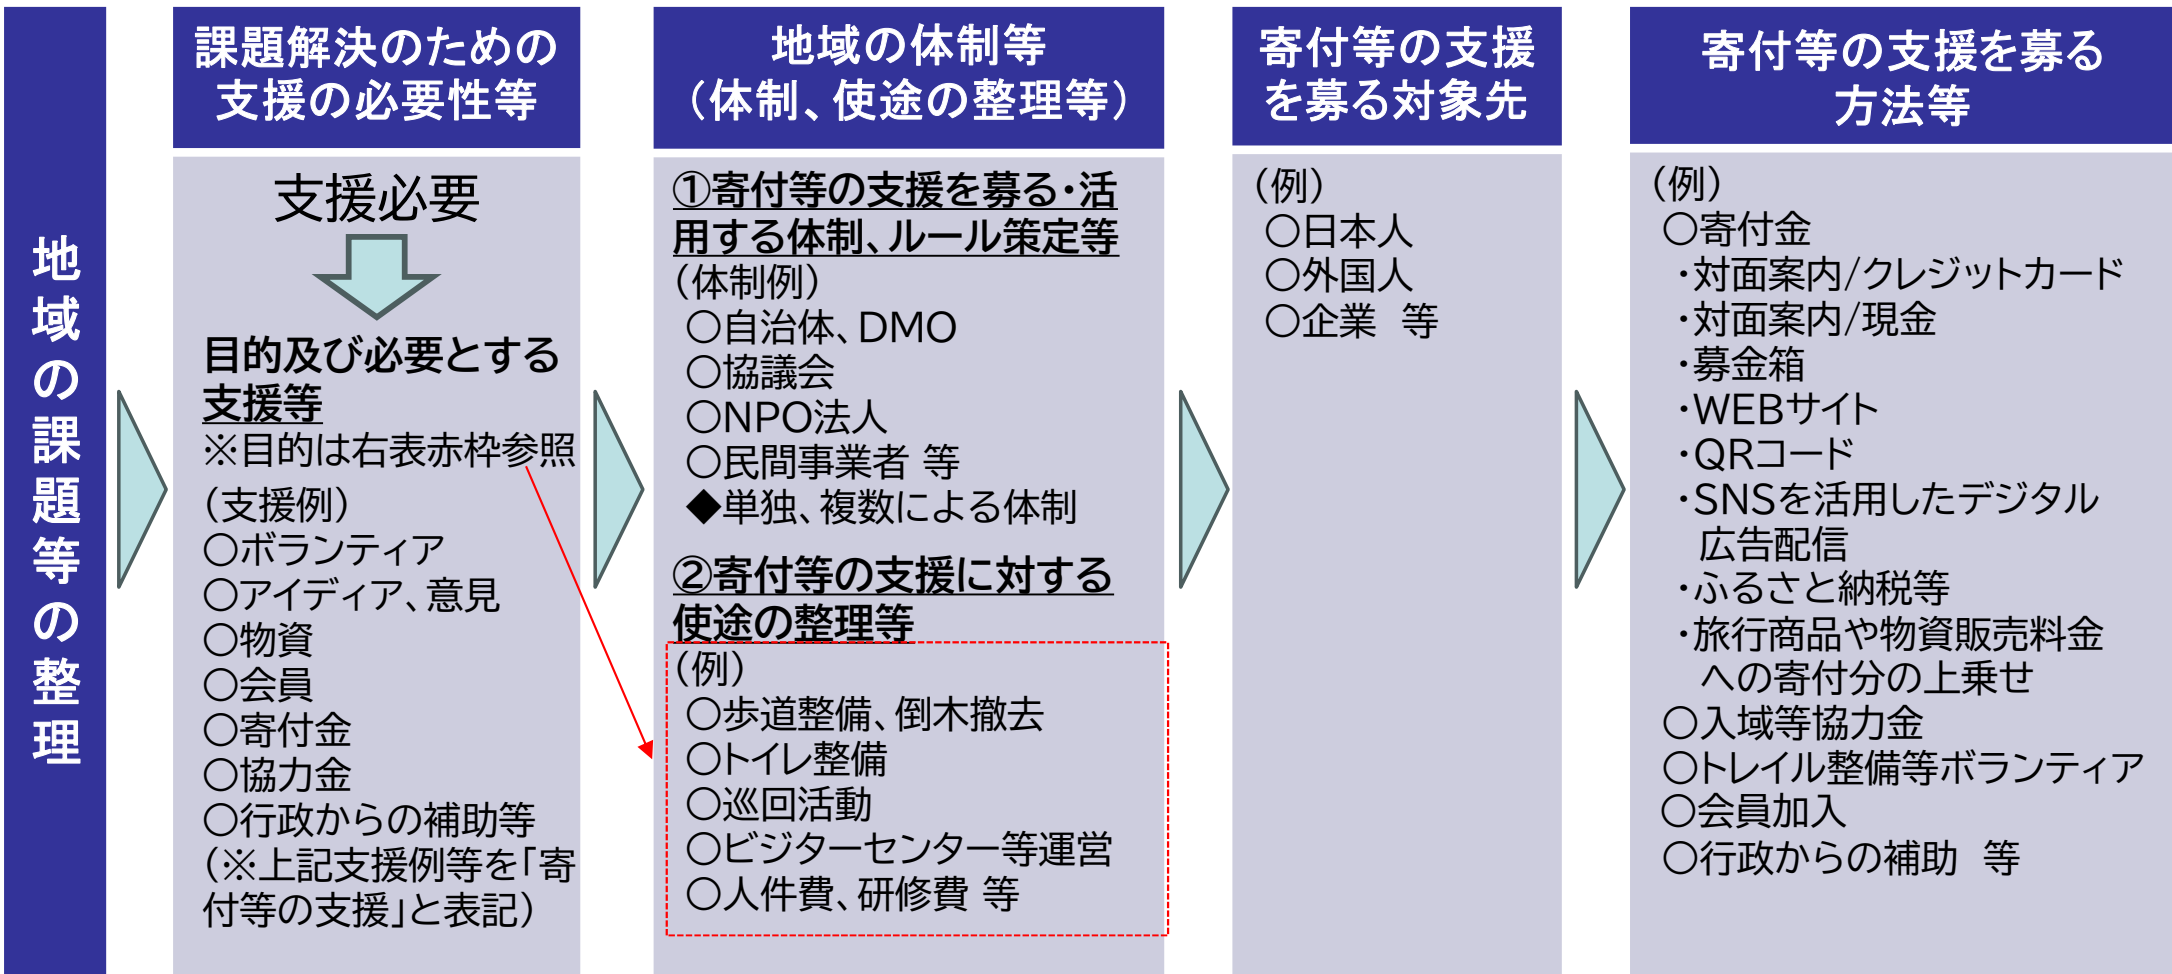 地域の課題等の整理
課題解決のための
支援の必要性等
支援必要
目的及び必要とする
支援等
※目的は右表赤枠参照
（支援例）
○ボランティア
○アイディア、意見
○物資
○会員
○寄付金
○協力金
○行政からの補助等
（※上記支援例等を「寄
付等の支援」と表記）
地域の体制等
（体制、使途の整理等）
①寄付等の支援を募る・活
用する体制、ルール策定等
（体制例）
○自治体、DMO
○協議会
○NPO法人
○民間事業者 等
◆単独、複数による体制
②寄付等の支援に対する
使途の整理等
（例）
○歩道整備、倒木撤去
○トイレ整備
○巡回活動
○ビジターセンター等運営
○人件費、研修費 等
寄付等の支援
を募る対象先
（例）
○日本人
○外国人
○企業　等
寄付等の支援を募る
方法等
（例）
○寄付金
・対面案内/クレジットカード
・対面案内/現金
・募金箱
・WEBサイト
・QRコード
・SNSを活用したデジタル
広告配信
・ふるさと納税等
・旅行商品や物資販売料金
への寄付分の上乗せ
○入域等協力金
○トレイル整備等ボランティア
○会員加入
○行政からの補助　等